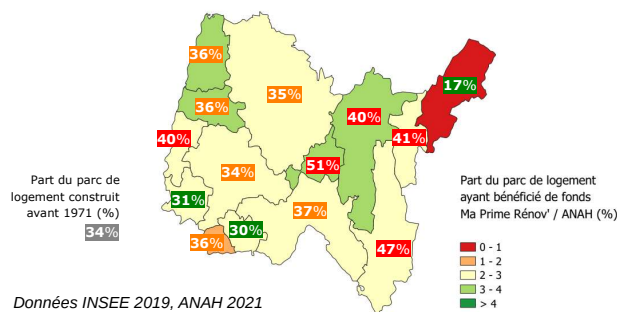 36%
35%
17%
36%
40%
40%
41%
51%
34%
31%
37%
30%
36%
47%
Part du parc de
logement construit
avant 1971 (%)
34%
Part du parc de logement
ayant bénéficié de fonds
Ma Prime Rénov' / ANAH (%)
0 - 1
1 - 2
2 - 3
3 - 4
> 4
Données INSEE 2019, ANAH 2021